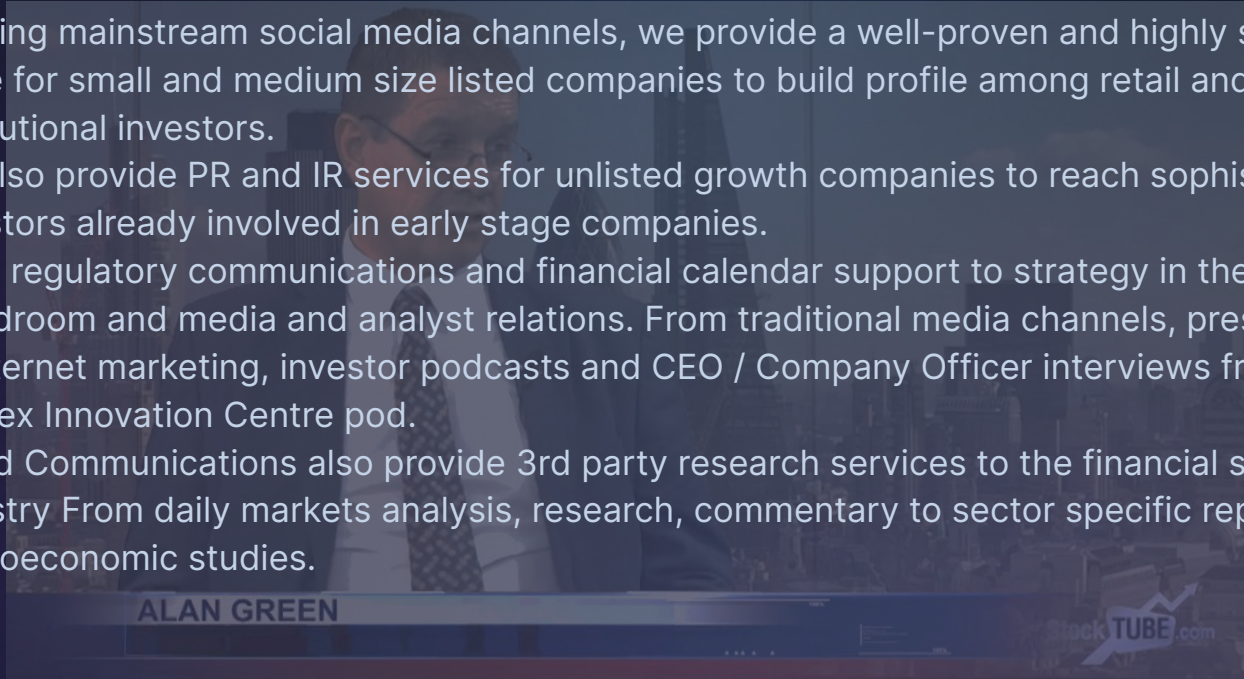 ing mainstream social media channels, we provide a well-proven and highly s
e for small and medium size listed companies to build profile among retail and
utional investors.
lso provide PR and IR services for unlisted growth companies to reach sophis
stors already involved in early stage companies.
regulatory communications and financial calendar support to strategy in the
droom and media and analyst relations. From traditional media channels, pres
ernet marketing, investor podcasts and CEO / Company Officer interviews fr
ex Innovation Centre pod.
d Communications also provide 3rd party research services to the financial s
stry From daily markets analysis, research, commentary to sector specific rep
oeconomic studies.
ALAN GREEN
StockTUBE.com